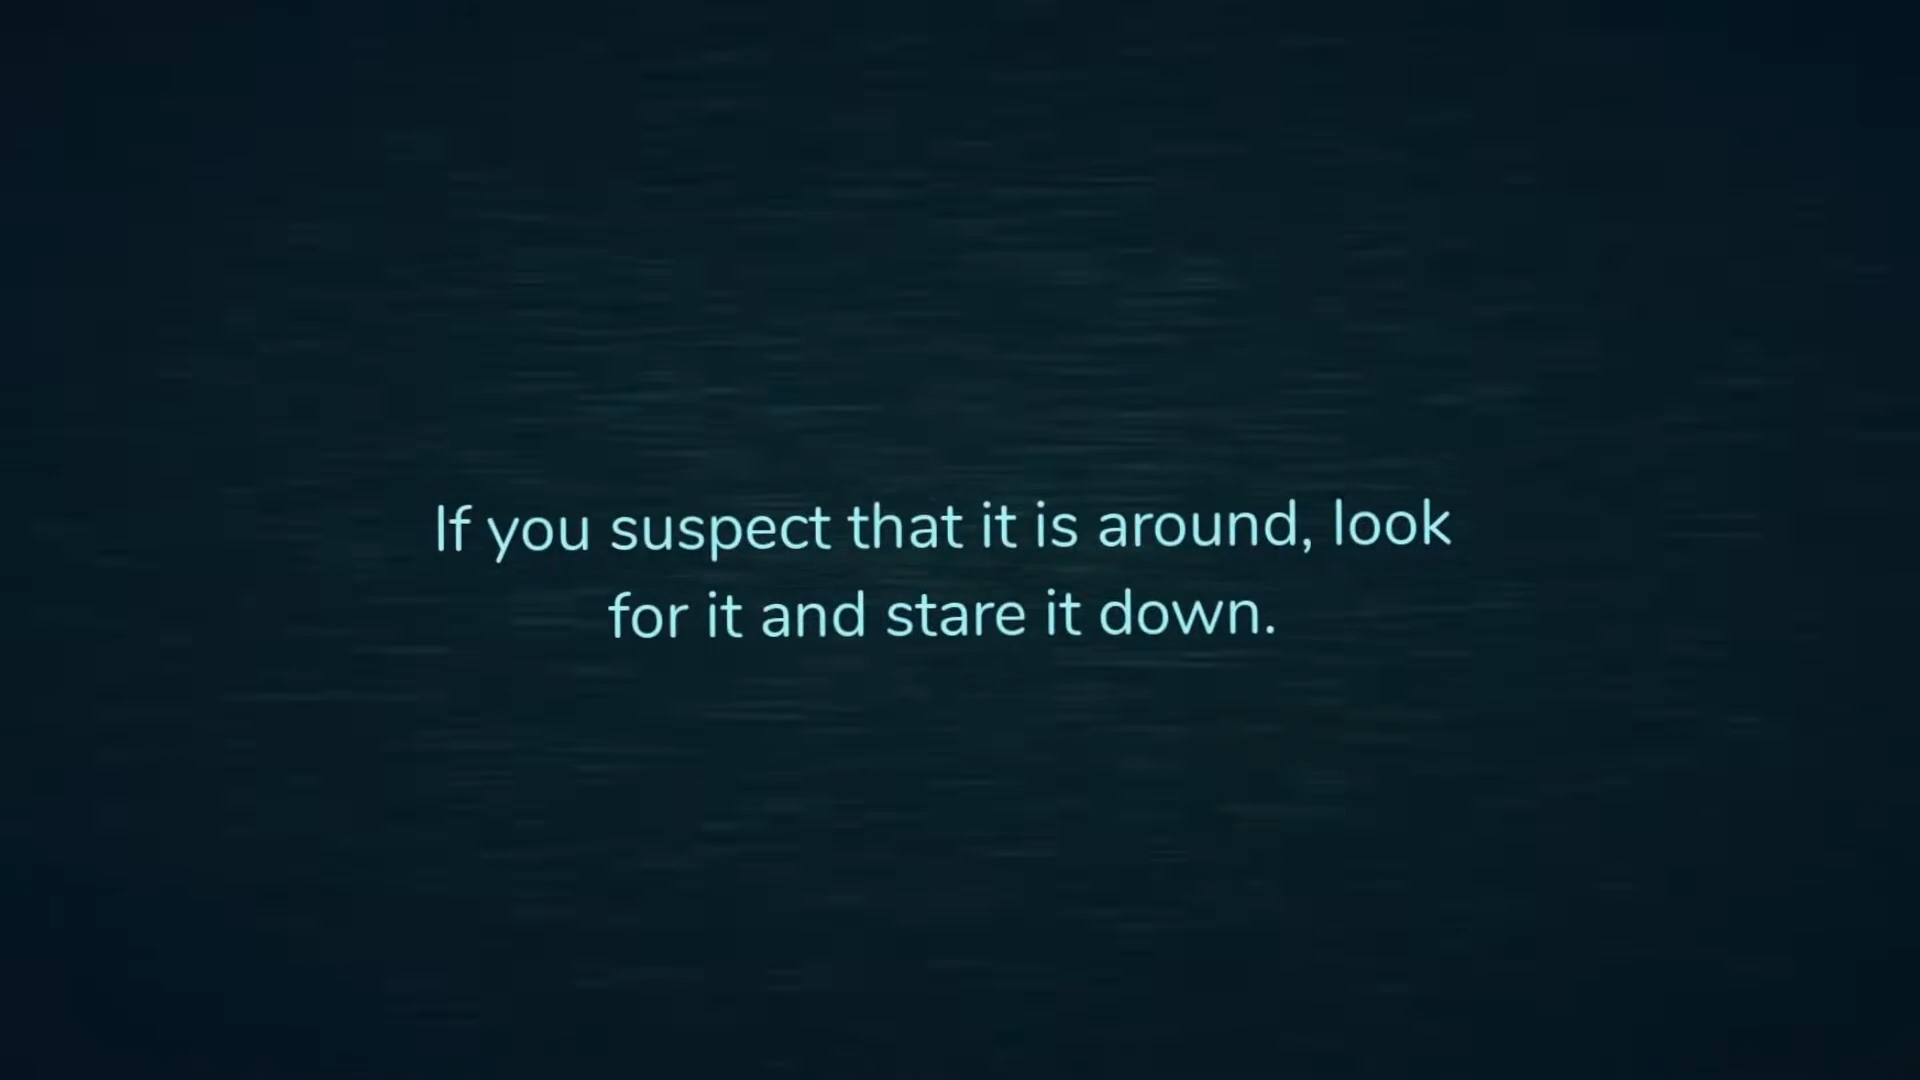 If you suspect that it is around, look
for it and stare it down.